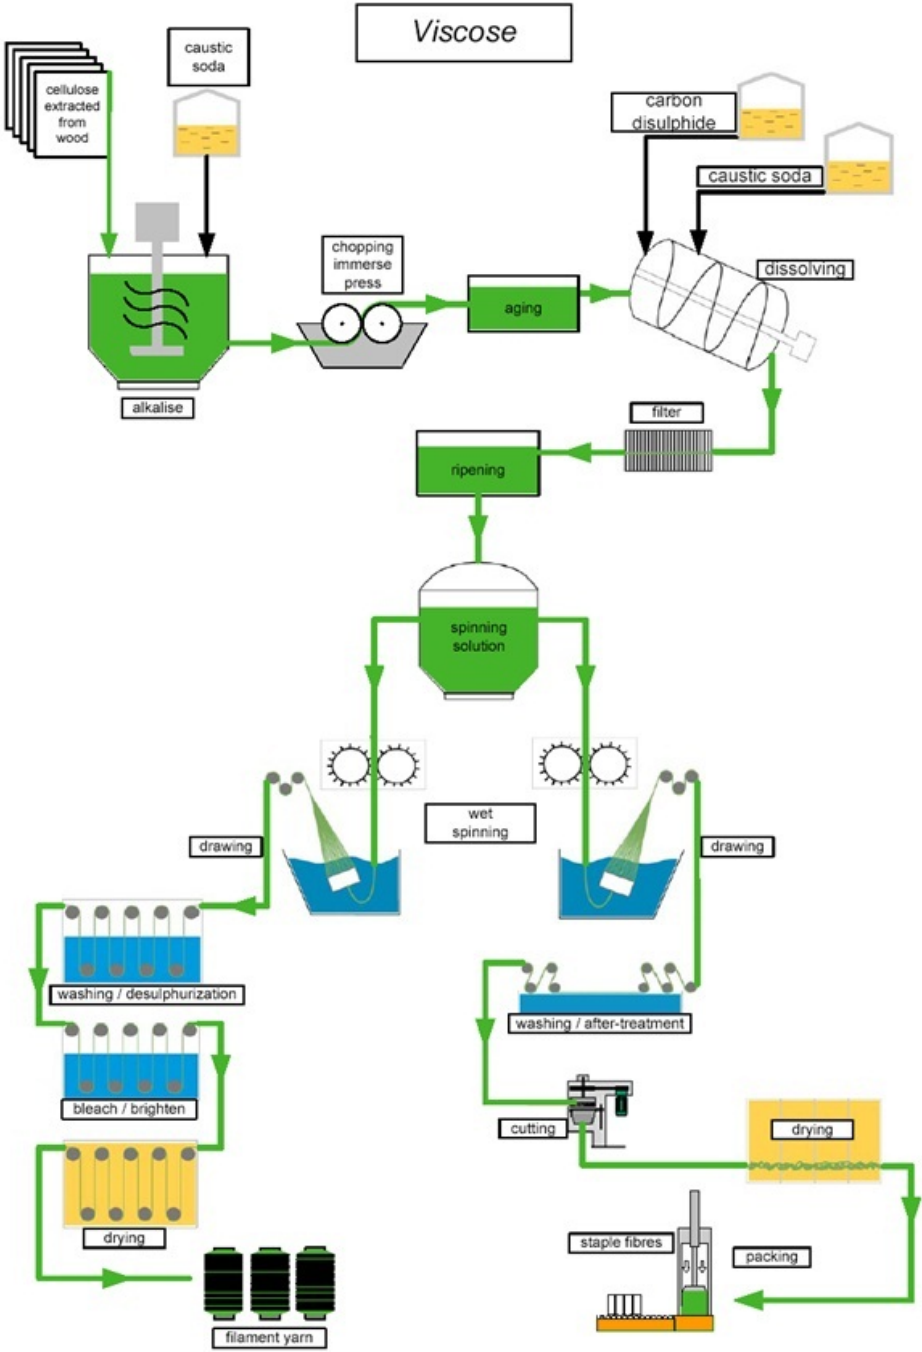 Viscose
cellulose
extracted
from
wood
caustic
soda
carbon
disulphide
caustic soda
chopping
immerse
press
aging
dissolving
alkalise
filter
ripening
spinning
solution
wet
spinning
drawing
drawing
washing / desulphurization
washing / after-treatment
bleach / brighten
cutting
drying
drying
staple fibres
packing
filament yarn